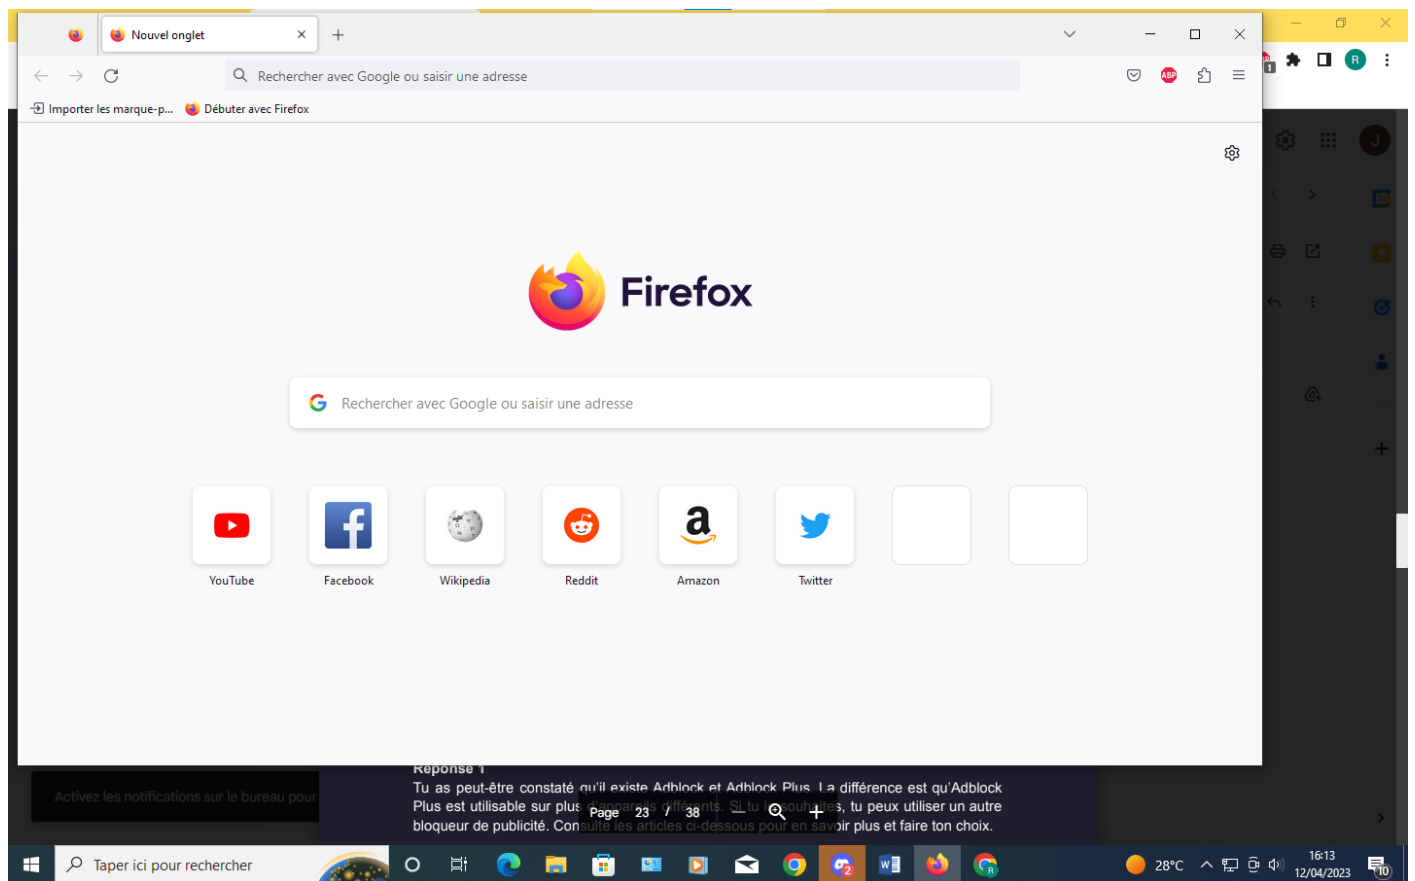 Nouvel onglet
Rechercher avec Google ou saisir une adresse
ABP
1
R
Importer les marque-p...
Débuter avec Firefox
J
Firefox
Rechercher avec Google ou saisir une adresse
YouTube
Facebook
Wikipedia
Reddit
Amazon
Twitter
Réponse 1
Tu as peut-être constaté qu'il existe Adblock et Adblock Plus. La différence est qu'Adblock
Plus est utilisable sur plus d'appareils différents. Si tu le souhaites, tu peux utiliser un autre
bloqueur de publicité. Consulte les articles ci-dessous pour en savoir plus et faire ton choix.
Activez les notifications sur le bureau pour
Page 23 / 38
Taper ici pour rechercher
28°C
16:13
12/04/2023
10